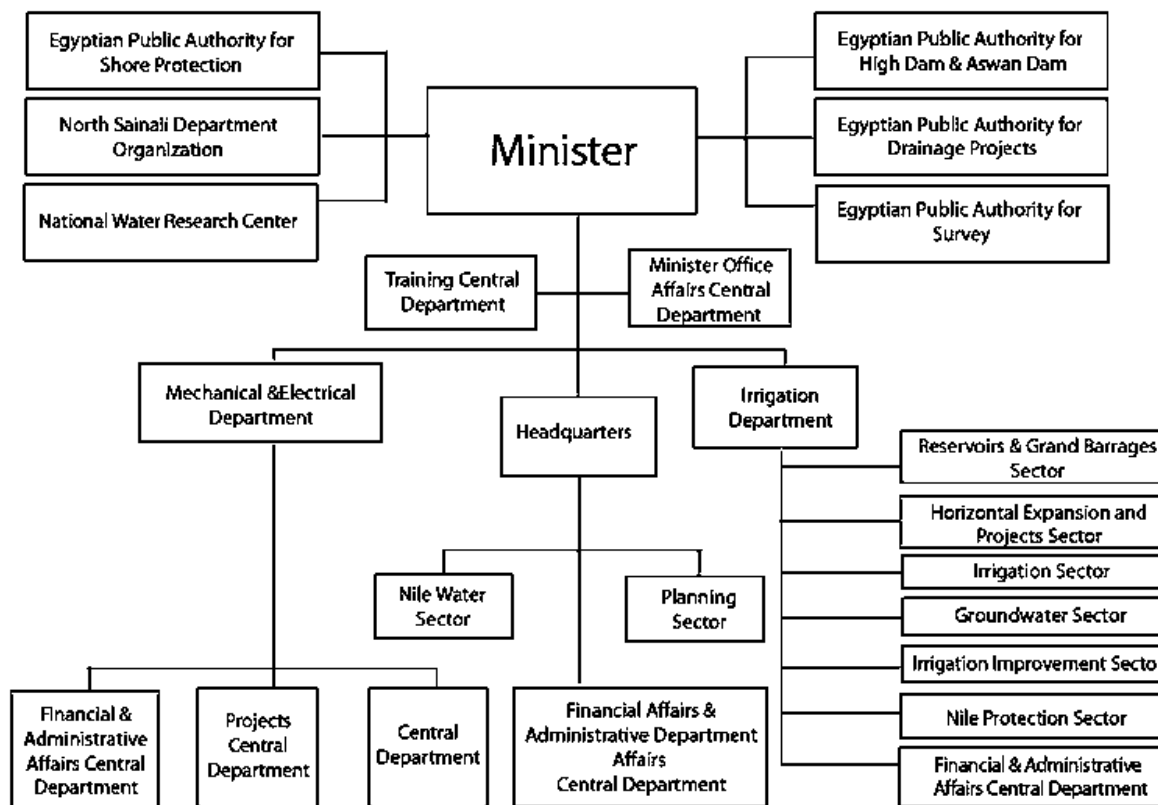 Egyptian Public Authority for
Shore Protection
North Sainali Department
Organization
National Water Research Center
Minister
Egyptian Public Authority for
High Dam & Aswan Dam
Egyptian Public Authority for
Drainage Projects
Egyptian Public Authority for
Survey
Training Central
Department
Minister Office
Affairs Central
Department
Mechanical &Electrical
Department
Headquarters
Irrigation
Department
Reservoirs & Grand Barrages
Sector
Horizontal Expansion and
Projects Sector
Irrigation Sector
Groundwater Sector
Irrigation Improvement Secto
Nile Protection Sector
Financial & Administrative
Affairs Central Department
Nile Water
Sector
Planning
Sector
Financial &
Administrative
Affairs Central
Department
Projects
Central
Department
Central
Department
Financial Affairs &
Administrative Department
Affairs
Central Department